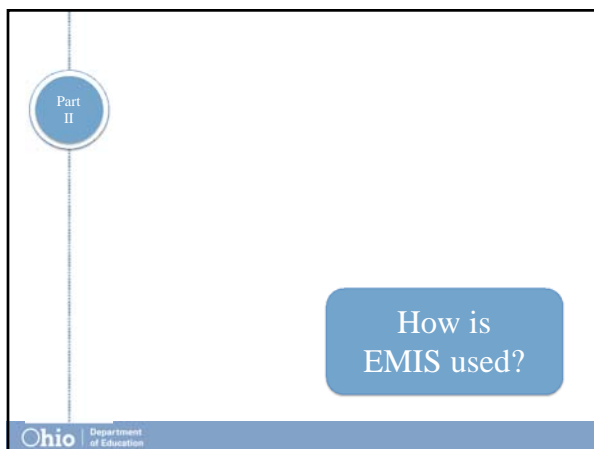 Part
II
How is
EMIS used?
Ohio Department
of Education